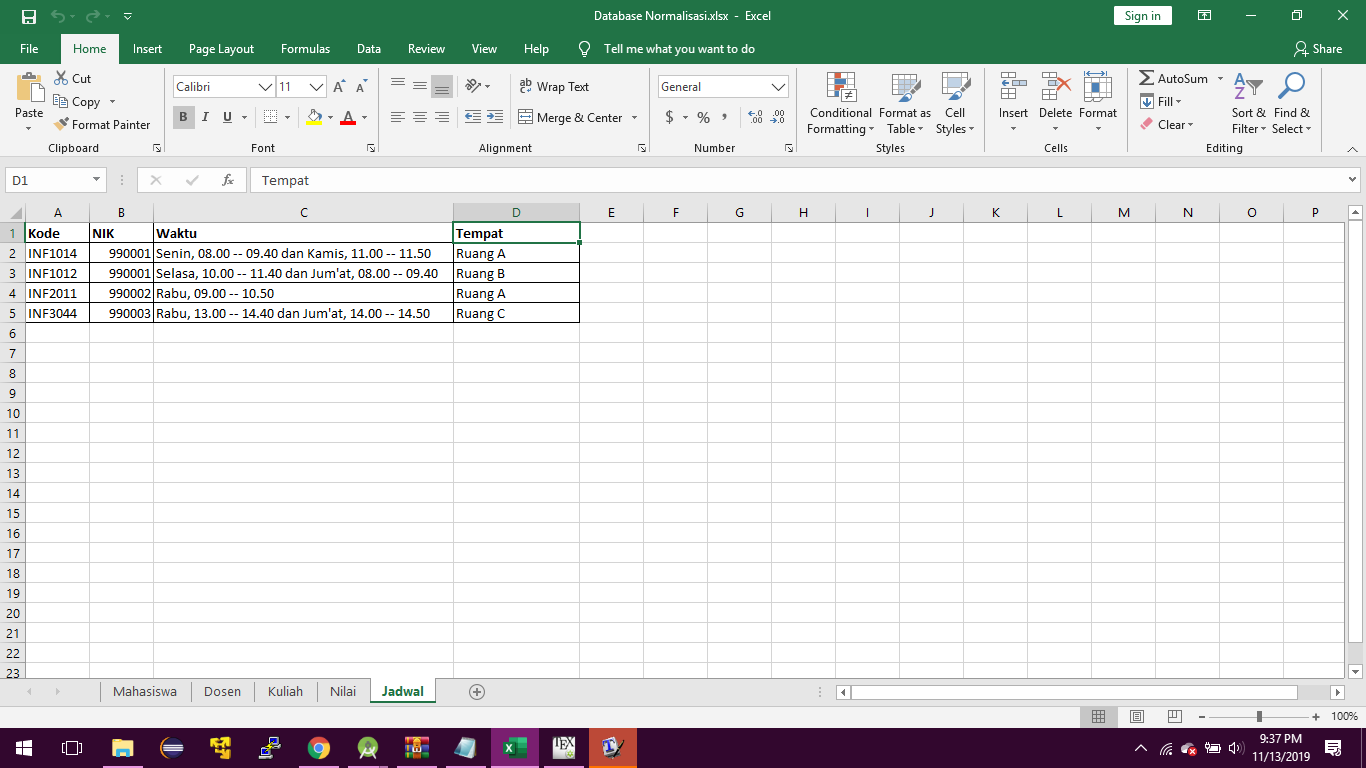 Database Normalisasi.xlsx - Excel
Sign in
File Home Insert Page Layout Formulas Data Review View Help Tell me what you want to do Share
Paste
Cut
Copy
Format Painter
Clipboard
Calibri 11
B I U A
Font
Wrap Text
Merge & Center
Alignment
General
$ % ,
Number
Conditional Formatting
Format as Table
Cell Styles
Styles
Insert Delete Format
Cells
AutoSum
Fill
Clear
Sort & Filter
Find & Select
Editing
D1 fx Tempat
A B C D E F G H I J K L M N O P
1 Kode NIK Waktu Tempat
2 INF1014 990001 Senin, 08.00 -- 09.40 dan Kamis, 11.00 -- 11.50 Ruang A
3 INF1012 990001 Selasa, 10.00 -- 11.40 dan Jum'at, 08.00 -- 09.40 Ruang B
4 INF2011 990002 Rabu, 09.00 -- 10.50 Ruang A
5 INF3044 990003 Rabu, 13.00 -- 14.40 dan Jum'at, 14.00 -- 14.50 Ruang C
6
7
8
9
10
11
12
13
14
15
16
17
18
19
20
21
22
23
Mahasiswa Dosen Kuliah Nilai Jadwal
100%
9:37 PM
11/13/2019